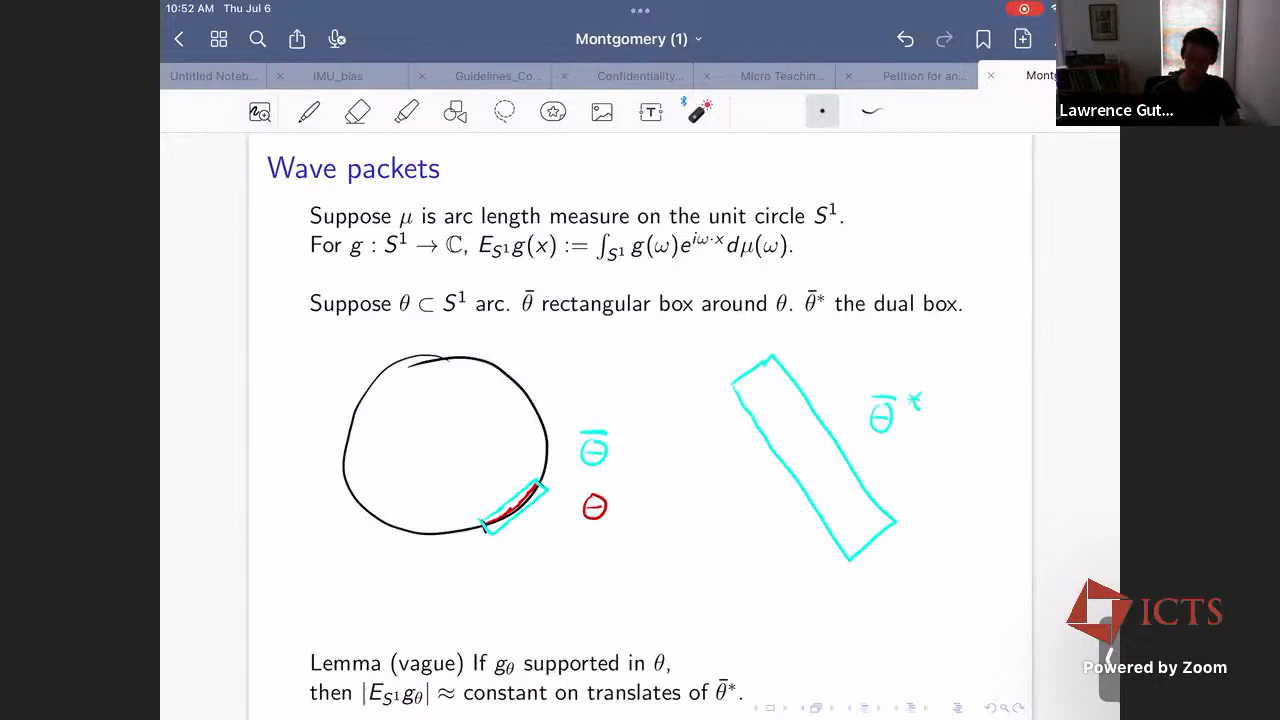 10:52 AM Thu Jul 6
Montgomery (1)
Untitled Noteb...
IMU_bias
Guidelines_Co...
Confidentiality...
Micro Teachin...
Petition for an...
Montg
Lawrence Gut...
Wave packets
Suppose μ is arc length measure on the unit circle S¹.
For g : S¹ → ℂ, E_{S¹}g(x) := ∫_{S¹} g(ω)e^{iω·x}dμ(ω).
Suppose θ ⊂ S¹ arc. θ̄ rectangular box around θ. θ̄* the dual box.
θ̄
θ
θ̄*
Lemma (vague) If g_θ supported in θ,
then |E_{S¹}g_θ| ≈ constant on translates of θ̄*.
ICTS
Powered by Zoom